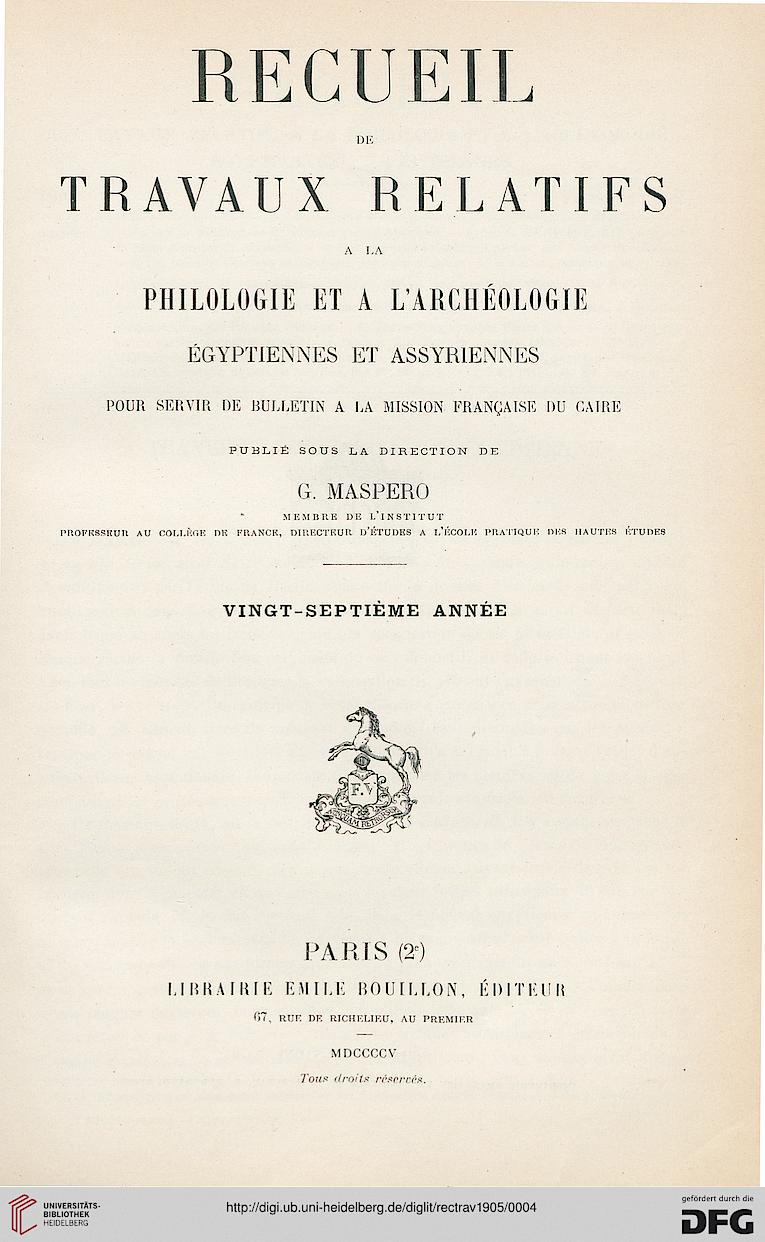 RECUEIL
DE
TRAVAUX RELATIFS
A LA
PHILOLOGIE ET A L'ARCHÉOLOGIE
ÉGYPTIENNES ET ASSYRIENNES
POUR SERVIR DE BULLETIN A LA MISSION FRANÇAISE DU CAIRE
PUBLIÉ SOUS LA DIRECTION DE
G. MASPERO
MEMBRE DE L'INSTITUT
PROFESSEUR AU COLLÈGE DE FRANCE, DIRECTEUR D'ÉTUDES A L'ÉCOLE PRATIQUE DES HAUTES ÉTUDES
VINGT-SEPTIÈME ANNÉE
F.V
PARIS (2e)
LIBRAIRIE EMILE BOUILLON, ÉDITEUR
67, RUE DE RICHELIEU, AU PREMIER
MDCCCCV
Tous droits réservés.
UNIVERSITÄTS-
BIBLIOTHEK
HEIDELBERG
http://digi.ub.uni-heidelberg.de/diglit/rectrav1905/0004
gefördert durch die
DFG